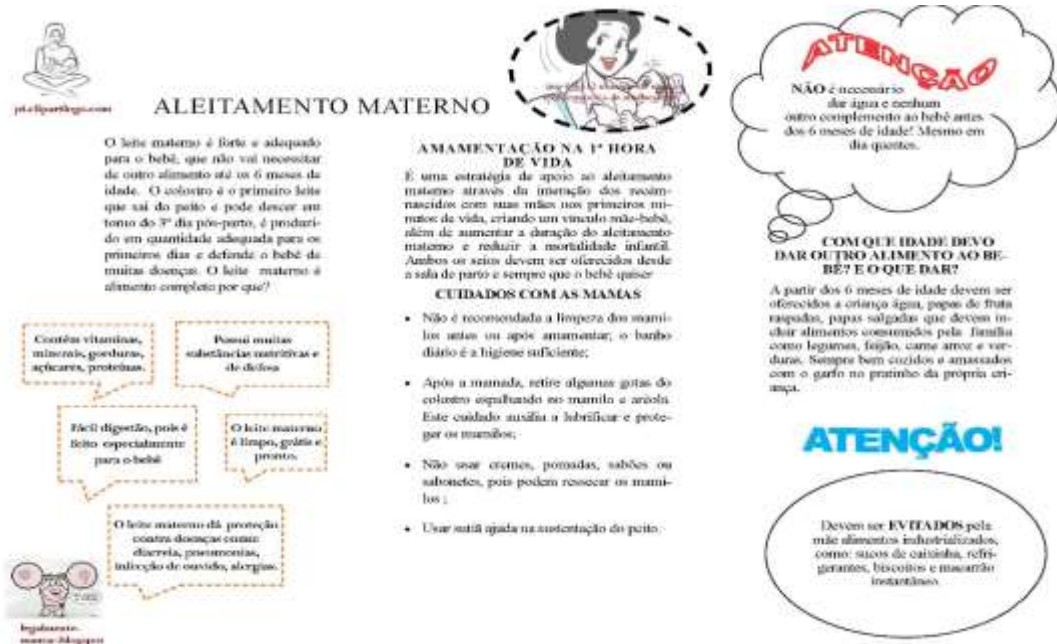 pt.clipartlogo.com
ALEITAMENTO MATERNO
O leite materno é forte e adequado
para o bebê, que não vai necessitar
de outro alimento até os 6 meses de
idade. O colostro é o primeiro leite
que sai do peito e pode descer em
torno do 3º dia pós-parto, é produzi-
do em quantidade adequada para os
primeiros dias e defende o bebê de
muitas doenças. O leite materno é
alimento completo por que?
Contém vitaminas,
minerais, gorduras,
açúcares, proteínas.
Possui muitas
substâncias nutritivas e
de defesa
Fácil digestão, pois é
feito especialmente
para o bebê
O leite materno
é limpo, grátis e
pronto.
O leite materno dá proteção
contra doenças como:
diarreia, pneumonias,
infecção de ouvido, alergias.
AMAMENTAÇÃO NA 1ª HORA
DE VIDA
É uma estratégia de apoio ao aleitamento
materno através da interação dos recém-
nascidos com suas mães nos primeiros mi-
nutos de vida, criando um vínculo mãe-bebê,
além de aumentar a duração do aleitamento
materno e reduzir a mortalidade infantil.
Ambos os seios devem ser oferecidos desde
a sala de parto e sempre que o bebê quiser
CUIDADOS COM AS MAMAS
• Não é recomendada a limpeza dos mami-
los antes ou após amamentar; o banho
diário é a higiene suficiente;
• Após a mamada, retire algumas gotas do
colostro espalhando no mamilo e aréola.
Este cuidado auxilia a lubrificar e prote-
ger os mamilos;
• Não usar cremes, pomadas, sabões ou
sabonetes, pois podem ressecar os mami-
los ;
• Usar sutiã ajuda na sustentação do peito.
ATENÇÃO
NÃO é necessário
dar água e nenhum
outro complemento ao bebê antes
dos 6 meses de idade! Mesmo em
dia quentes.
COM QUE IDADE DEVO
DAR OUTRO ALIMENTO AO BE-
BÊ? E O QUE DAR?
A partir dos 6 meses de idade devem ser
oferecidos a criança água, papas de fruta
raspadas, papas salgadas que devem in-
cluir alimentos consumidos pela família
como legumes, feijão, carne arroz e ver-
duras. Sempre bem cozidos e amassados
com o garfo no pratinho da própria cri-
ança.
ATENÇÃO!
Devem ser EVITADOS pela
mãe alimentos industrializados,
como: sucos de caixinha, refri-
gerantes, biscoitos e macarrão
instantâneo.